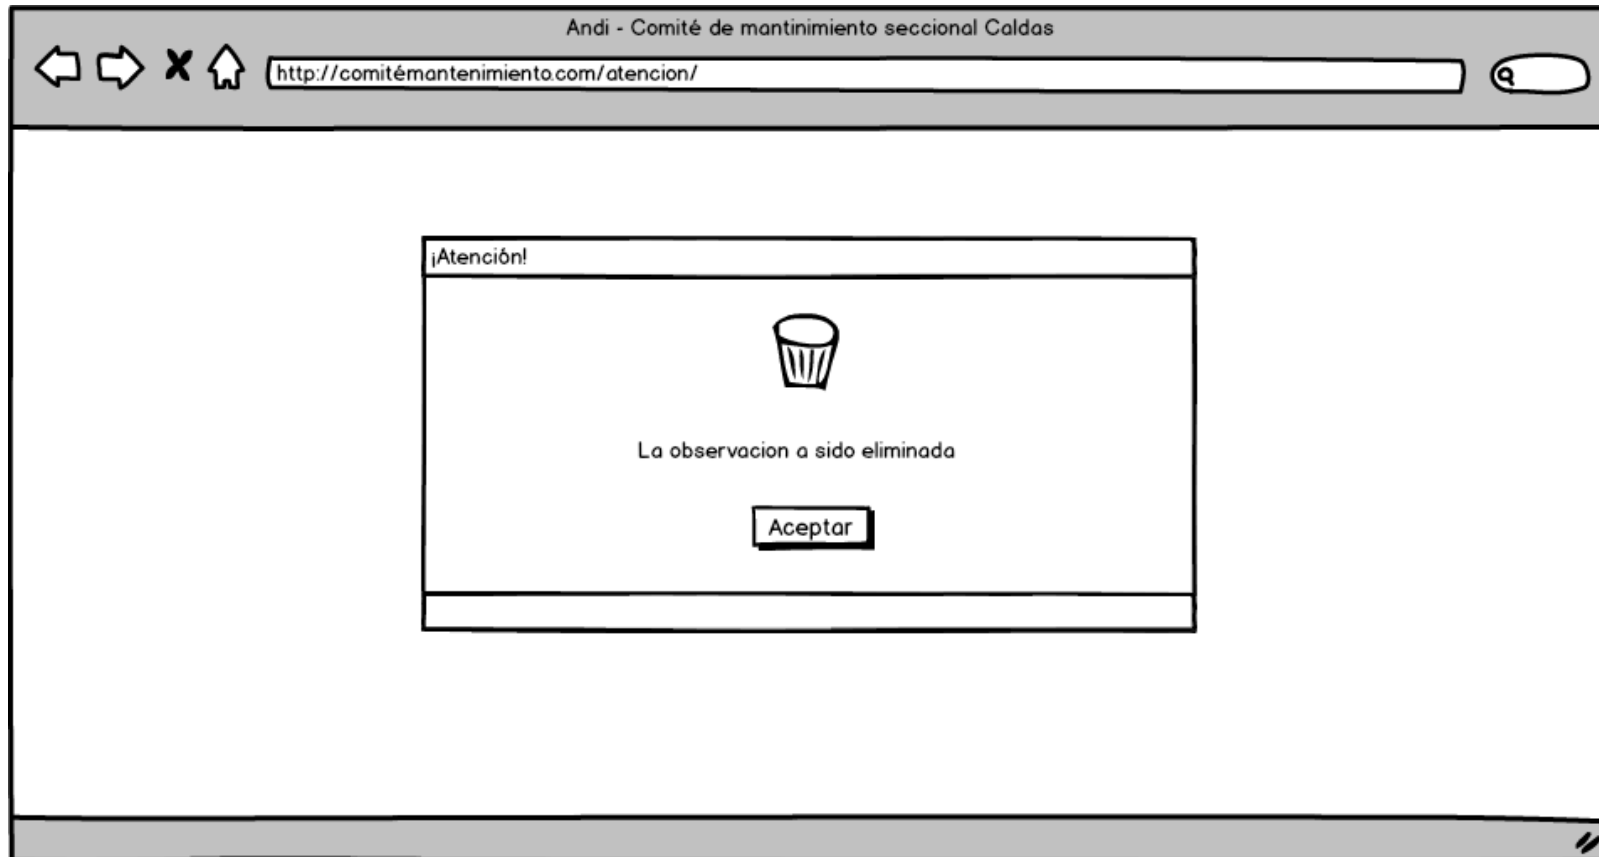 Andi - Comité de mantinimiento seccional Caldas
http://comitémantenimiento.com/atencion/
¡Atención!
La observacion a sido eliminada
Aceptar